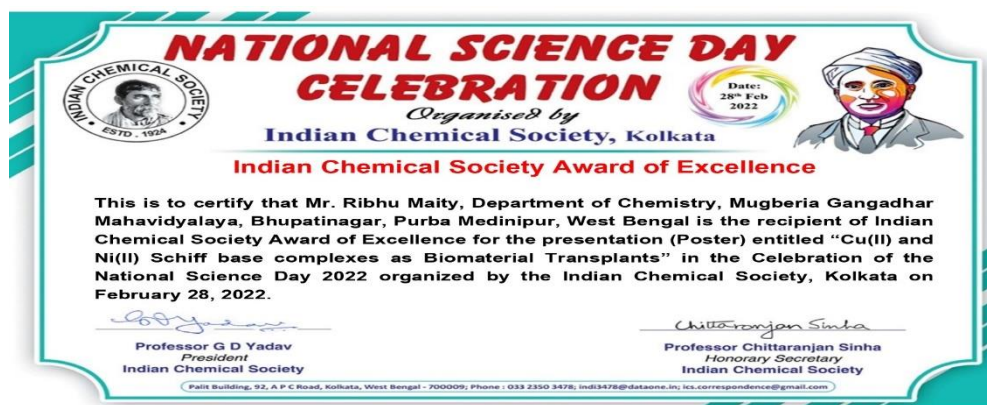 NATIONAL SCIENCE DAY
CELEBRATION
Organised by
Indian Chemical Society, Kolkata
INDIAN CHEMICAL SOCIETY
ESTD. 1924
Date:
28th Feb
2022
Indian Chemical Society Award of Excellence
This is to certify that Mr. Ribhu Maity, Department of Chemistry, Mugberia Gangadhar
Mahavidyalaya, Bhupatinagar, Purba Medinipur, West Bengal is the recipient of Indian
Chemical Society Award of Excellence for the presentation (Poster) entitled “Cu(II) and
Ni(II) Schiff base complexes as Biomaterial Transplants” in the Celebration of the
National Science Day 2022 organized by the Indian Chemical Society, Kolkata on
February 28, 2022.
G D Yadav
Professor G D Yadav
President
Indian Chemical Society
Chittaranjan Sinha
Professor Chittaranjan Sinha
Honorary Secretary
Indian Chemical Society
Palit Building, 92, A P C Road, Kolkata, West Bengal - 700009; Phone : 033 2350 3478; indi3478@dataone.in; ics.correspondence@gmail.com